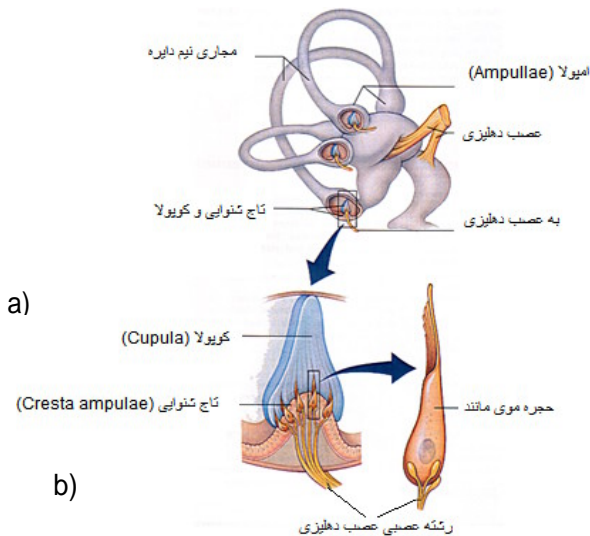 مجاری نیم دایره
امپولا (Ampullae)
عصب دهلیزی
تاج شنوایی و کوپولا
به عصب دهلیزی
a)
کوپولا (Cupula)
تاج شنوایی (Cresta ampulae)
حجره موی مانند
b)
رشته عصبی عصب دهلیزی